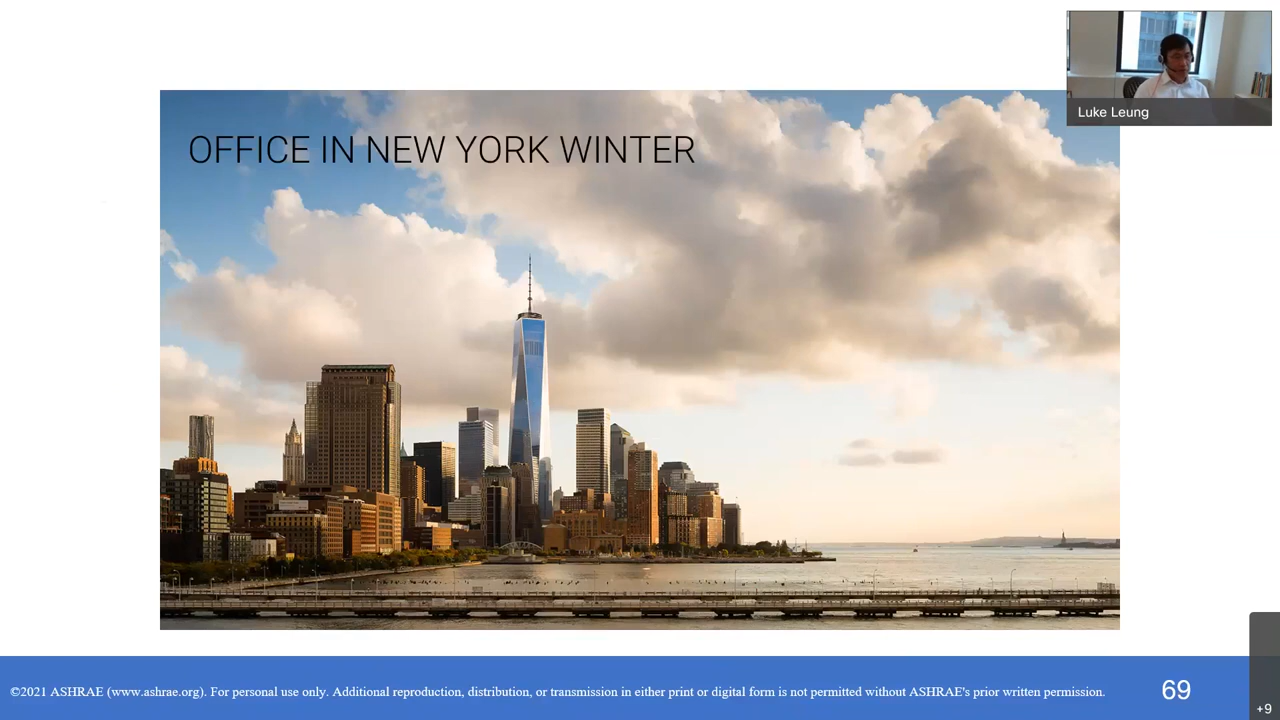 OFFICE IN NEW YORK WINTER
Luke Leung
©2021 ASHRAE (www.ashrae.org). For personal use only. Additional reproduction, distribution, or transmission in either print or digital form is not permitted without ASHRAE's prior written permission.
69
+9